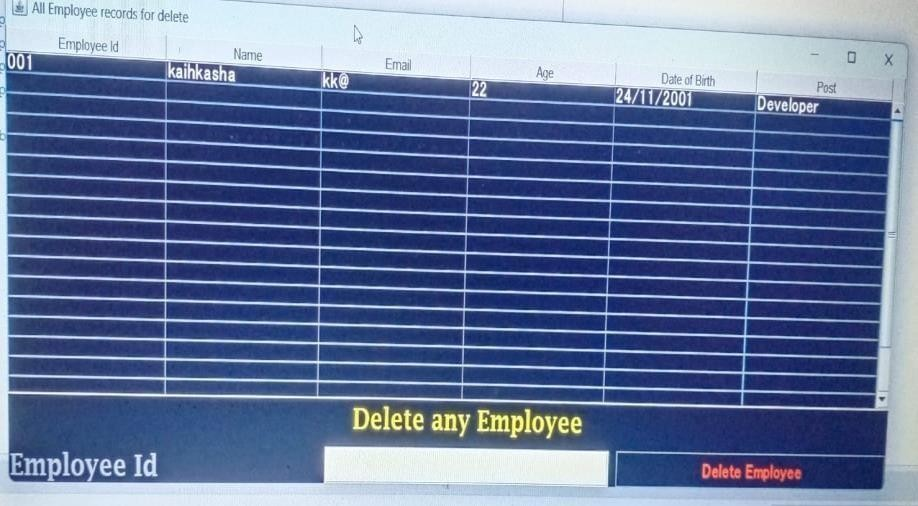 All Employee records for delete
Employee Id Name Email Age Date of Birth Post
001 kaihkasha kk@ 22 24/11/2001 Developer
Delete any Employee
Employee Id Delete Employee